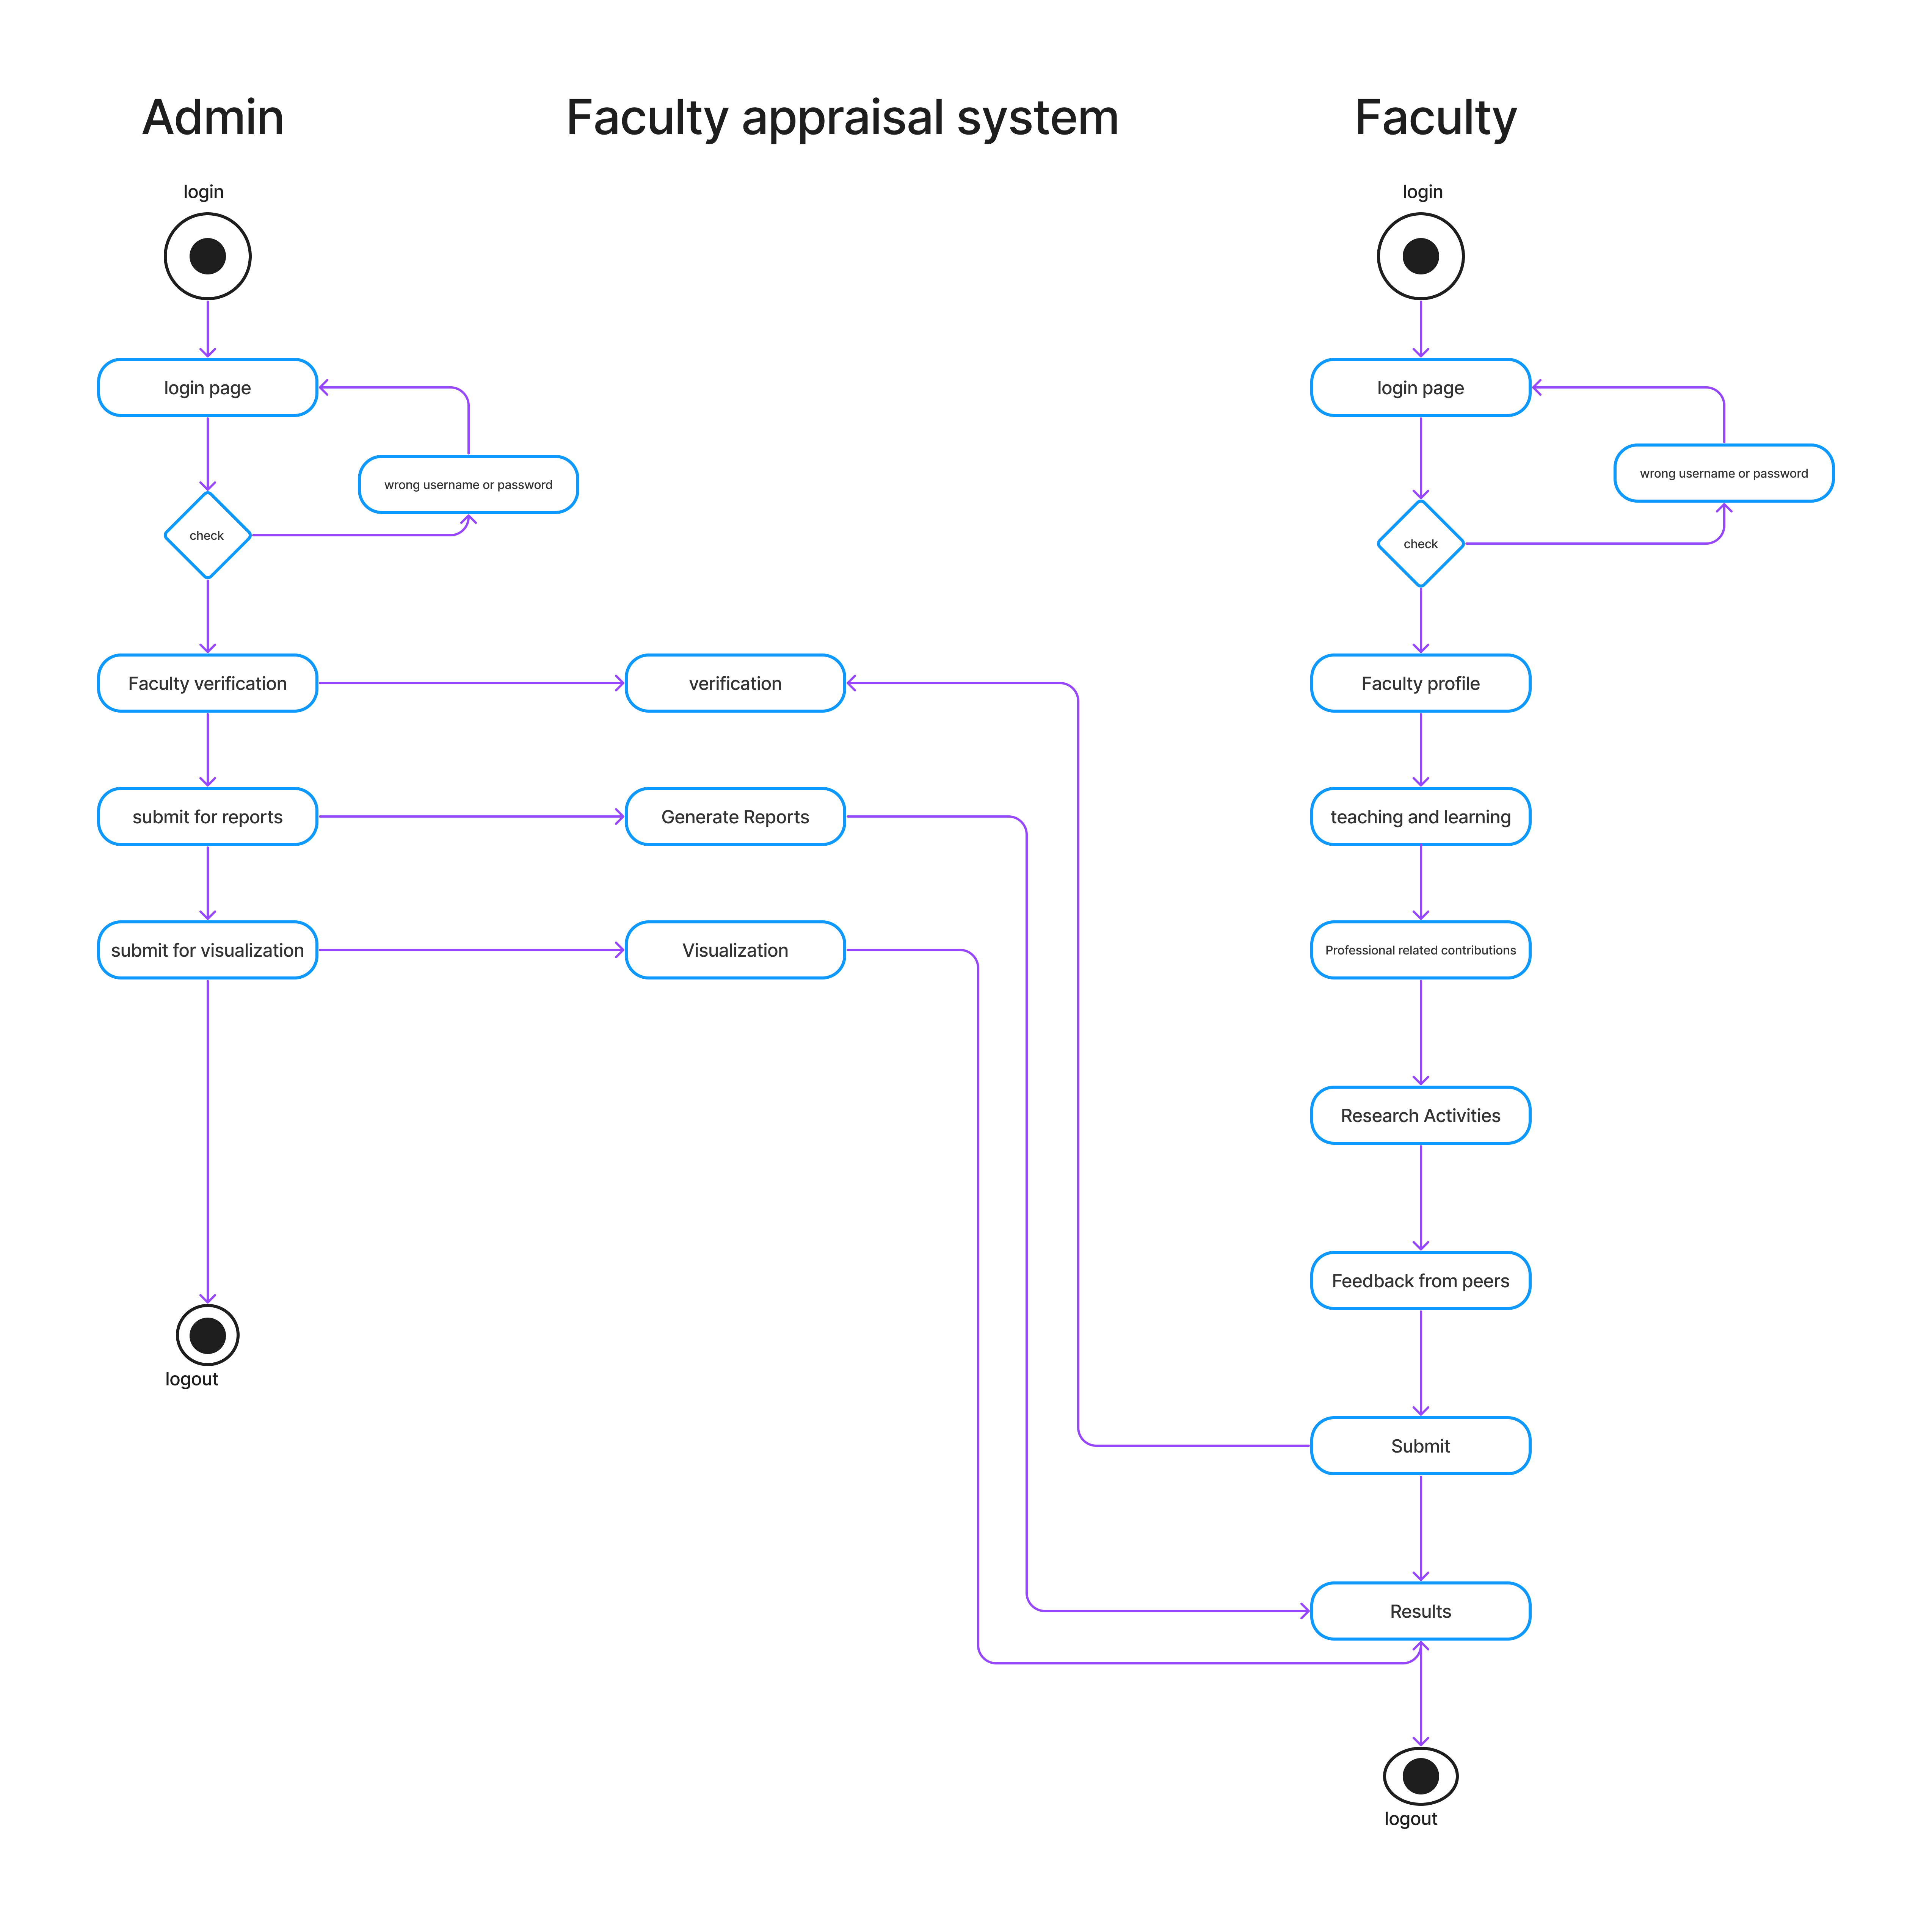 Admin
Faculty appraisal system
Faculty
login
login
login page
login page
wrong username or password
wrong username or password
check
check
Faculty verification
verification
Faculty profile
submit for reports
Generate Reports
teaching and learning
submit for visualization
Visualization
Professional related contributions
Research Activities
Feedback from peers
logout
Submit
Results
logout